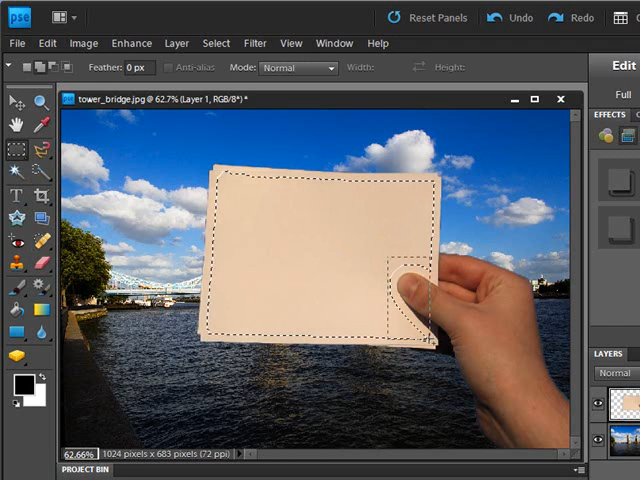 pse
Reset Panels Undo Redo
File Edit Image Enhance Layer Select Filter View Window Help
Feather: 0 px Anti-alias Mode: Normal Width: Height:
Edit
Full
pse tower_bridge.jpg @ 62.7% (Layer 1, RGB/8*) *
EFFECTS
T
LAYERS
Normal
62.66% 1024 pixels x 683 pixels (72 ppi)
PROJECT BIN